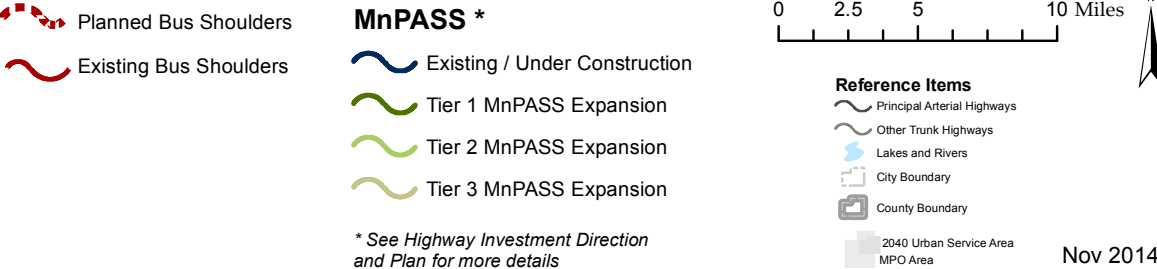 Planned Bus Shoulders
Existing Bus Shoulders
MnPASS *
Existing / Under Construction
Tier 1 MnPASS Expansion
Tier 2 MnPASS Expansion
Tier 3 MnPASS Expansion
* See Highway Investment Direction
and Plan for more details
0 2.5 5 10 Miles
Reference Items
Principal Arterial Highways
Other Trunk Highways
Lakes and Rivers
City Boundary
County Boundary
2040 Urban Service Area
MPO Area
Nov 2014